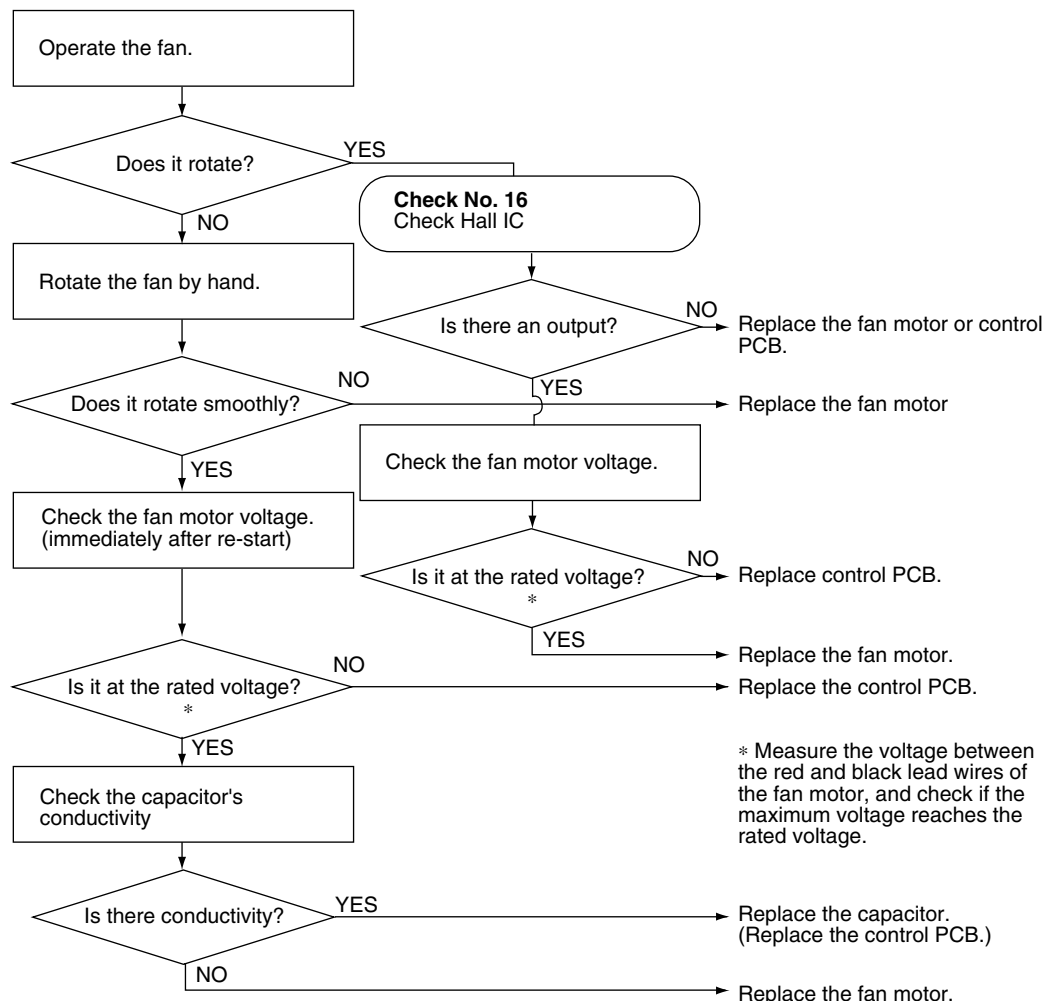 Operate the fan.
Does it rotate?
YES
NO
Check No. 16
Check Hall IC
Rotate the fan by hand.
Is there an output?
NO
Replace the fan motor or control
PCB.
YES
Does it rotate smoothly?
NO
Replace the fan motor
YES
Check the fan motor voltage.
Check the fan motor voltage.
(immediately after re-start)
Is it at the rated voltage?
*
NO
Replace control PCB.
YES
Replace the fan motor.
Is it at the rated voltage?
*
NO
Replace the control PCB.
YES
* Measure the voltage between
the red and black lead wires of
the fan motor, and check if the
maximum voltage reaches the
rated voltage.
Check the capacitor's
conductivity
Is there conductivity?
YES
Replace the capacitor.
(Replace the control PCB.)
NO
Replace the fan motor.